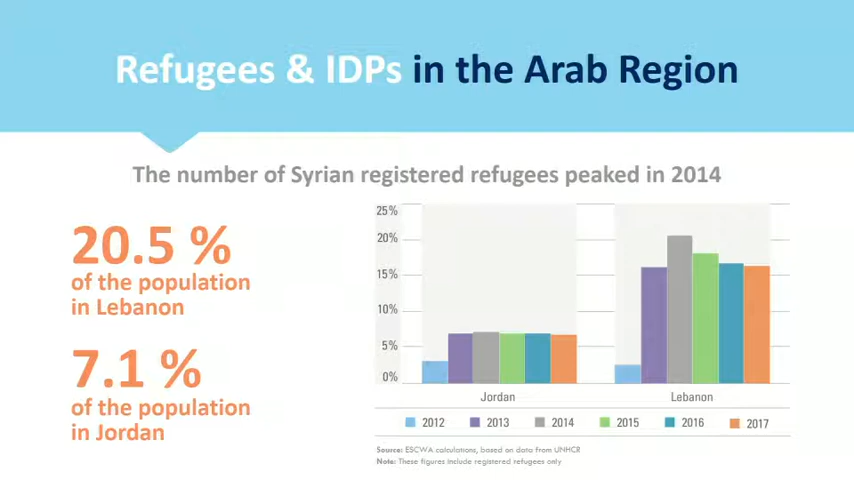 Refugees & IDPs in the Arab Region
The number of Syrian registered refugees peaked in 2014
20.5 %
of the population
in Lebanon
7.1 %
of the population
in Jordan
25%
20%
15%
10%
5%
0%
Jordan
Lebanon
2012
2013
2014
2015
2016
2017
Source: ESCWA calculations, based on data from UNHCR
Note: These figures include registered refugees only